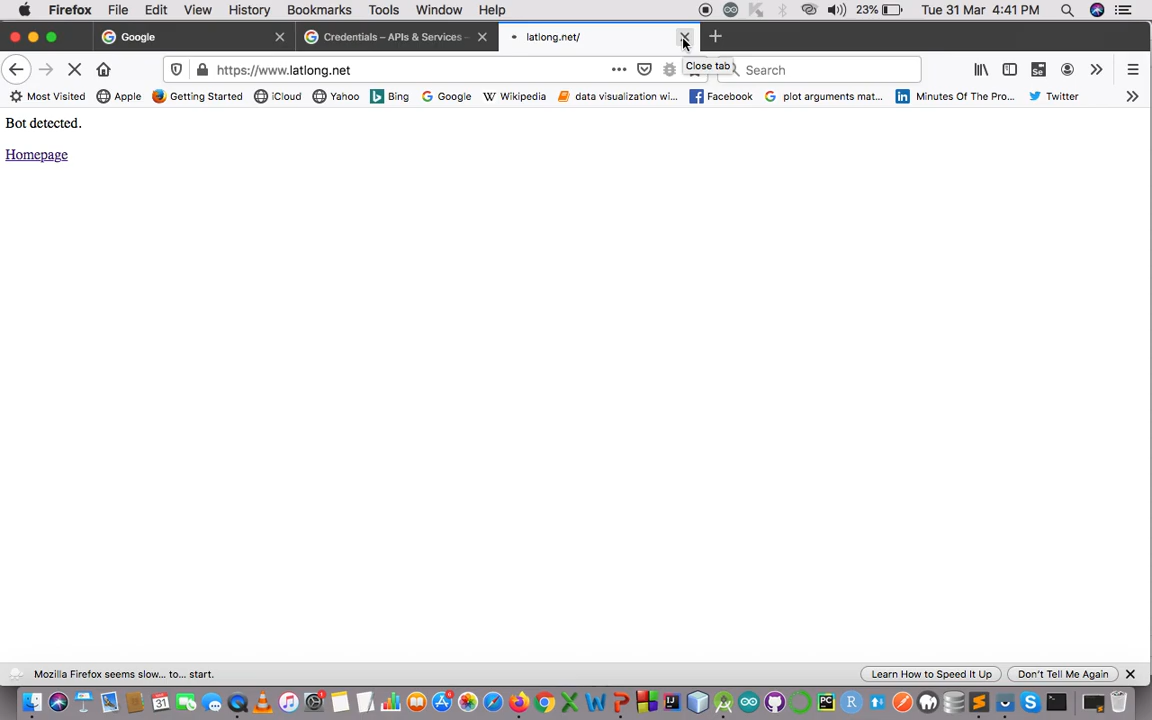 Firefox File Edit View History Bookmarks Tools Window Help 23% Tue 31 Mar 4:41 PM
Google Credentials – APIs & Services – latlong.net/
https://www.latlong.net Close tab Search
Most Visited Apple Getting Started iCloud Yahoo Bing Google Wikipedia data visualization wi... Facebook plot arguments mat... Minutes Of The Pro... Twitter
Bot detected.
Homepage
Mozilla Firefox seems slow... to... start. Learn How to Speed It Up Don't Tell Me Again